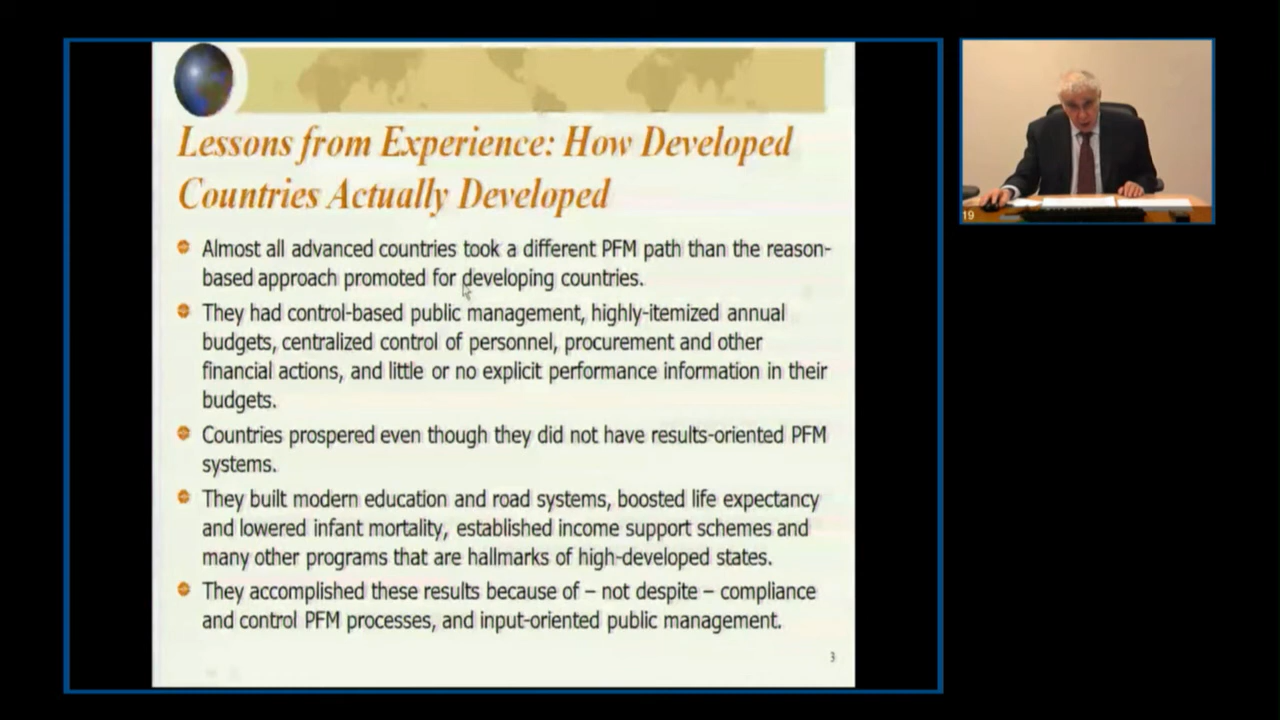 Lessons from Experience: How Developed
Countries Actually Developed
Almost all advanced countries took a different PFM path than the reason-
based approach promoted for developing countries.
They had control-based public management, highly-itemized annual
budgets, centralized control of personnel, procurement and other
financial actions, and little or no explicit performance information in their
budgets.
Countries prospered even though they did not have results-oriented PFM
systems.
They built modern education and road systems, boosted life expectancy
and lowered infant mortality, established income support schemes and
many other programs that are hallmarks of high-developed states.
They accomplished these results because of – not despite – compliance
and control PFM processes, and input-oriented public management.
3
19